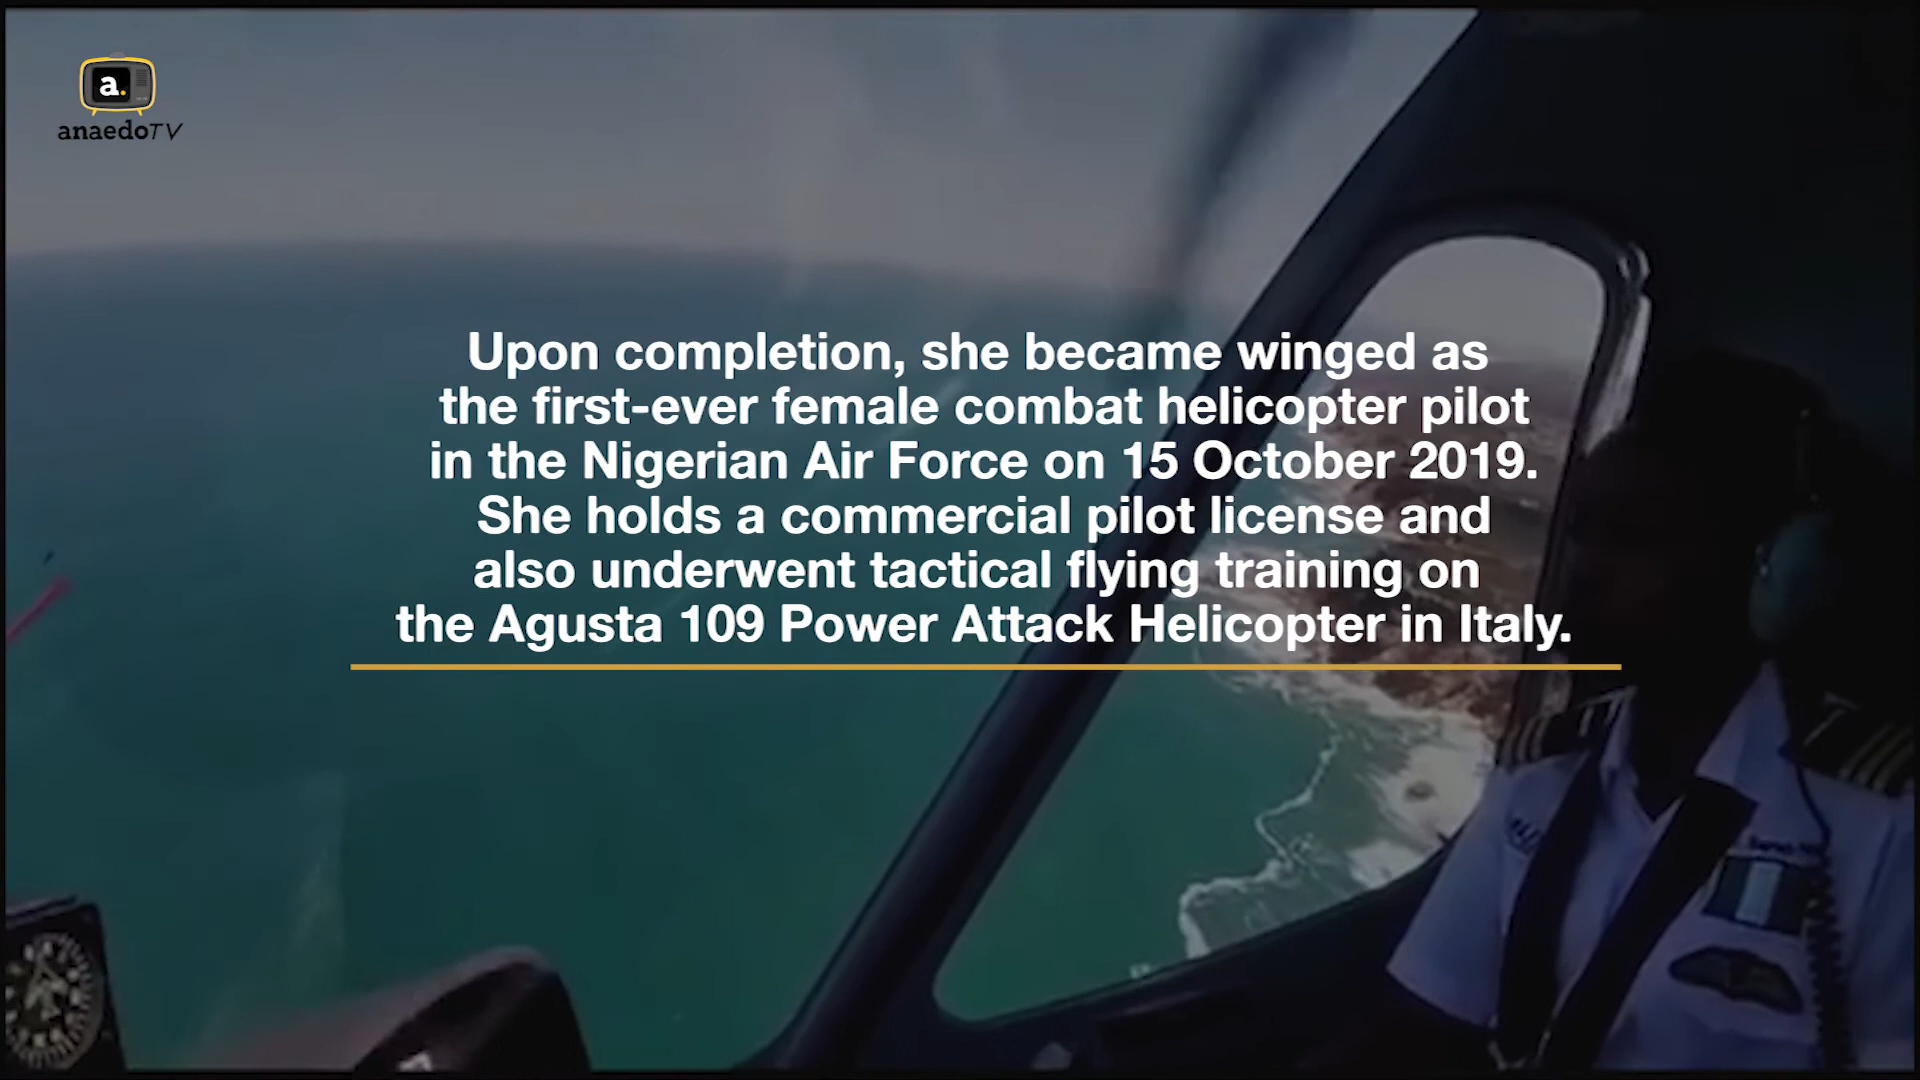 a.
anaedoTV
Upon completion, she became winged as
the first-ever female combat helicopter pilot
in the Nigerian Air Force on 15 October 2019.
She holds a commercial pilot license and
also underwent tactical flying training on
the Agusta 109 Power Attack Helicopter in Italy.